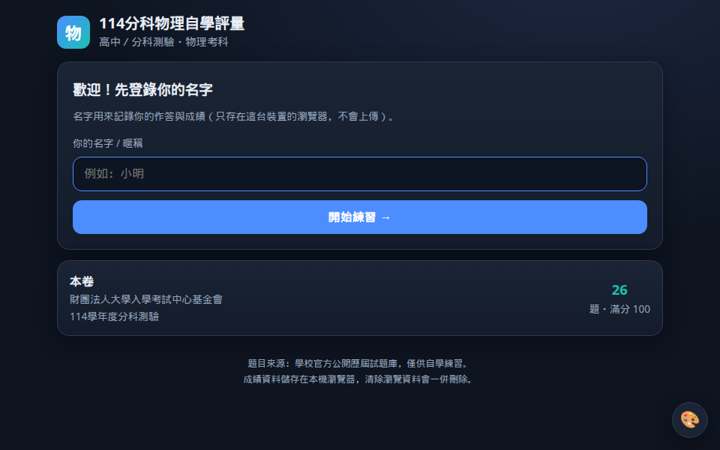 物
114分科物理自學評量
高中 / 分科測驗・物理考科
歡迎！先登錄你的名字
名字用來記錄你的作答與成績（只存在這台裝置的瀏覽器，不會上傳）。
你的名字 / 暱稱
例如：小明
開始練習 →
本卷
財團法人大學入學考試中心基金會
114學年度分科測驗
26
題・滿分 100
題目來源：學校官方公開歷屆試題庫，僅供自學練習。
成績資料儲存在本機瀏覽器，清除瀏覽資料會一併刪除。